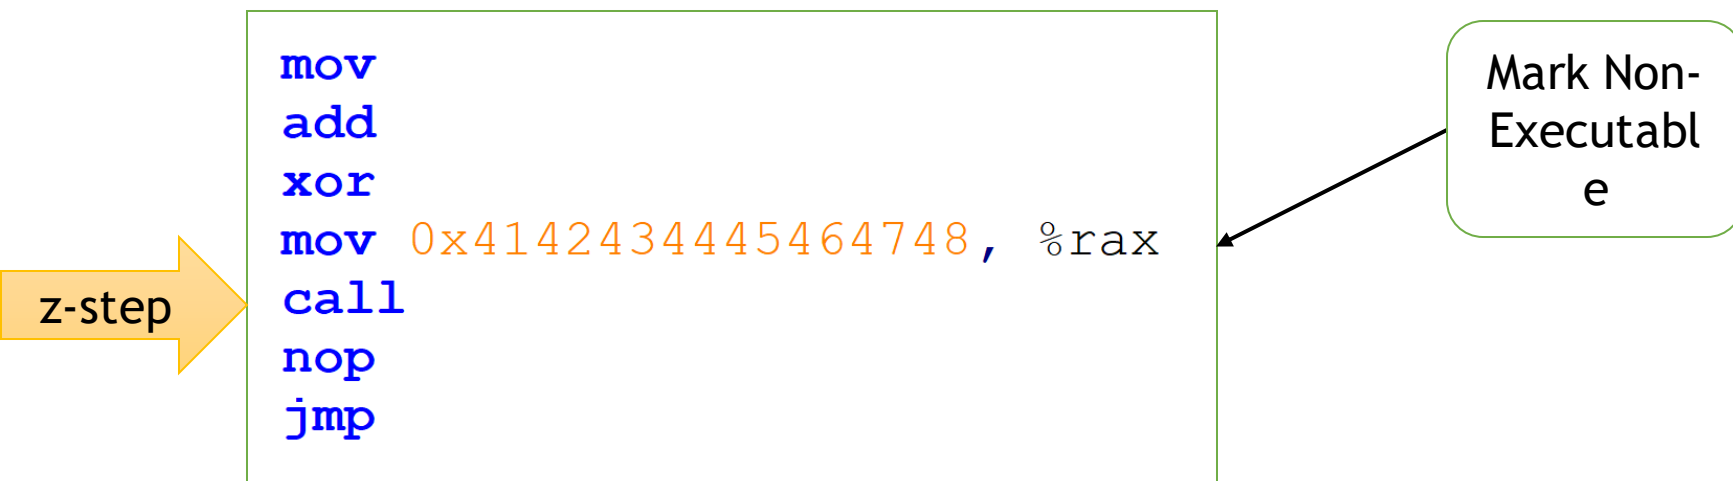 mov
add
xor
mov 0x4142434445464748, %rax
call
nop
jmp
z-step
Mark Non-
Executabl
e